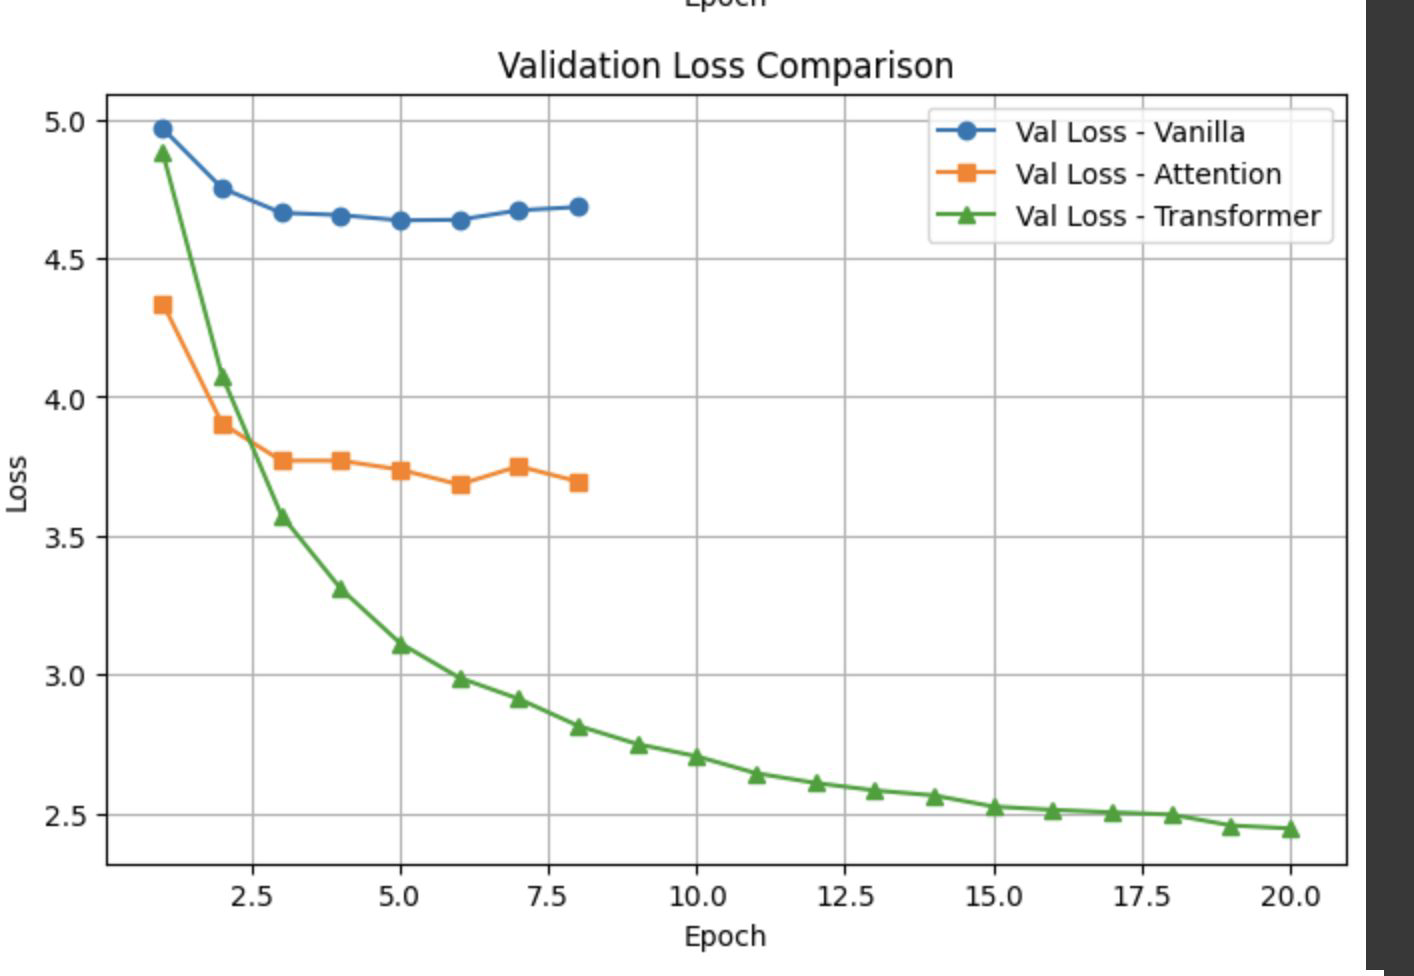 Epoch
Validation Loss Comparison
5.0
4.5
4.0
3.5
3.0
2.5
Loss
Val Loss - Vanilla
Val Loss - Attention
Val Loss - Transformer
2.5 5.0 7.5 10.0 12.5 15.0 17.5 20.0
Epoch